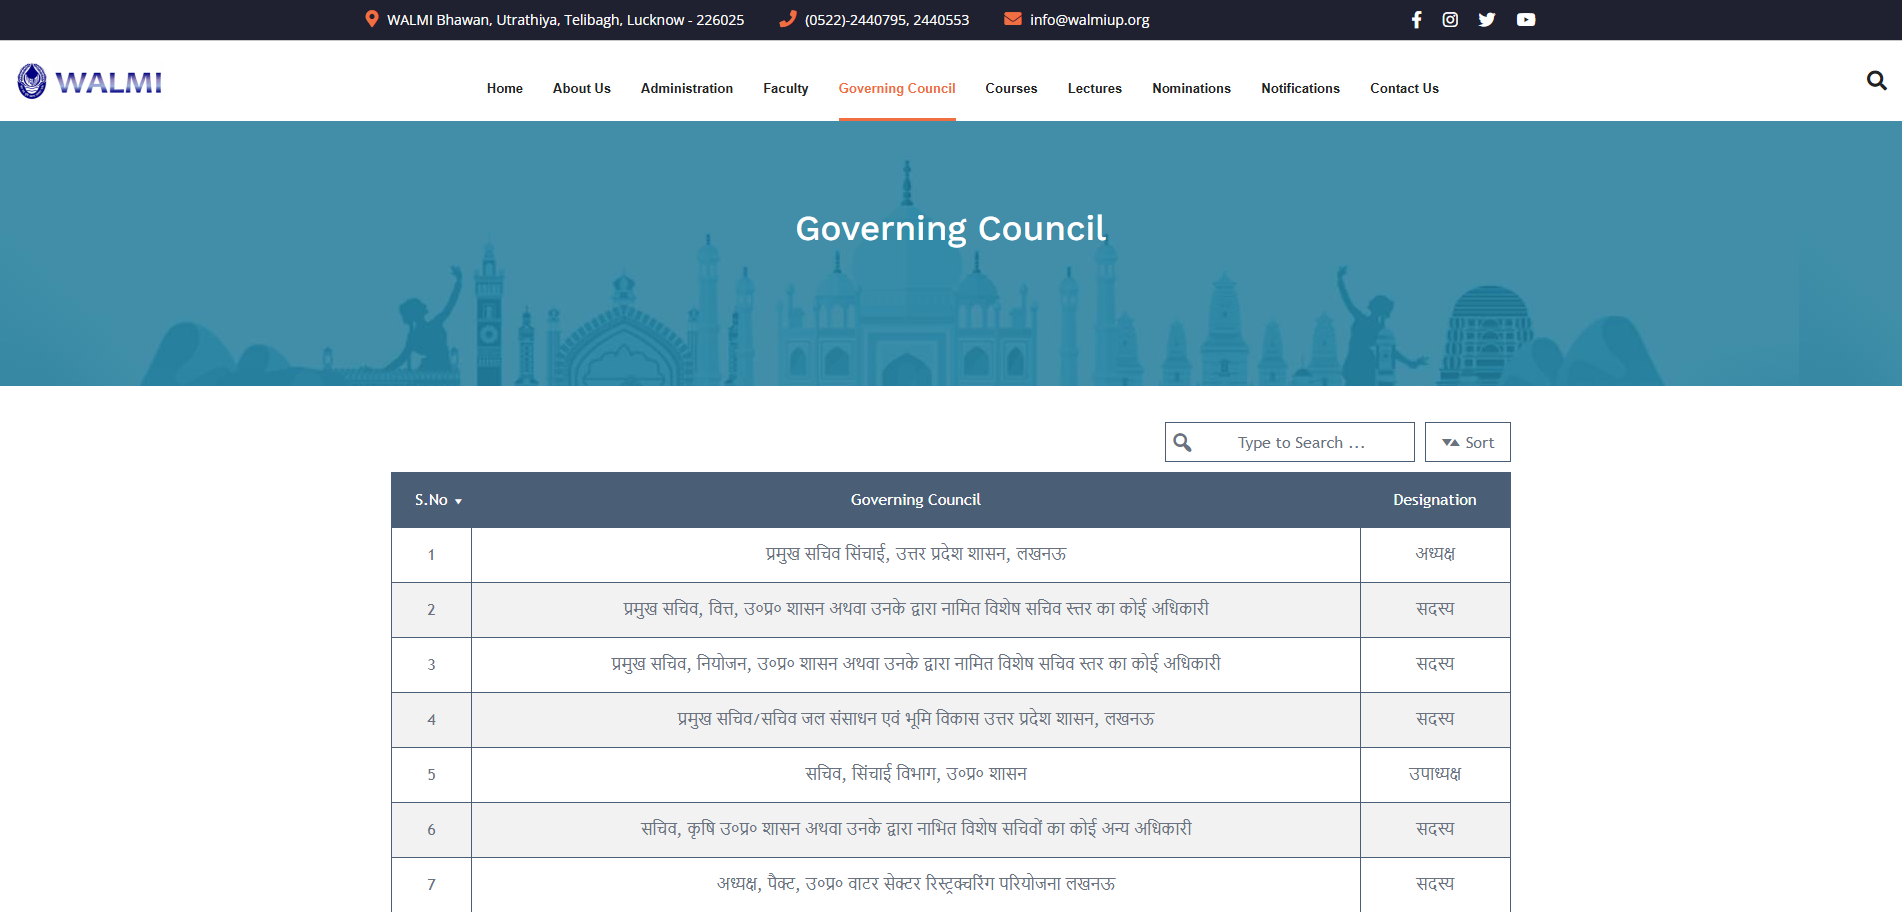 WALMI Bhawan, Utrathiya, Telibagh, Lucknow - 226025 (0522)-2440795, 2440553 info@walmiup.org
WALMI Home About Us Administration Faculty Governing Council Courses Lectures Nominations Notifications Contact Us
Governing Council
Type to Search ... Sort
S.No Governing Council Designation
1 प्रमुख सचिव सिंचाई, उत्तर प्रदेश शासन, लखनऊ अध्यक्ष
2 प्रमुख सचिव, वित्त, उ०प्र० शासन अथवा उनके द्वारा नामित विशेष सचिव स्त्तर का कोई अधिकारी सदस्य
3 प्रमुख सचिव, नियोजन, उ०प्र० शासन अथवा उनके द्वारा नामित विशेष सचिव स्तर का कोई अधिकारी सदस्य
4 प्रमुख सचिव/सचिव जल संसाधन एवं भूमि विकास उत्तर प्रदेश शासन, लखनऊ सदस्य
5 सचिव, सिंचाई विभाग, उ०प्र० शासन उपाध्यक्ष
6 सचिव, कृषि उ०प्र० शासन अथवा उनके द्वारा नाभित विशेष सचिवों का कोई अन्य अधिकारी सदस्य
7 अध्यक्ष, पैक्ट, उ०प्र० वाटर सेक्टर रिस्ट्रक्चरिंग परियोजना लखनऊ सदस्य